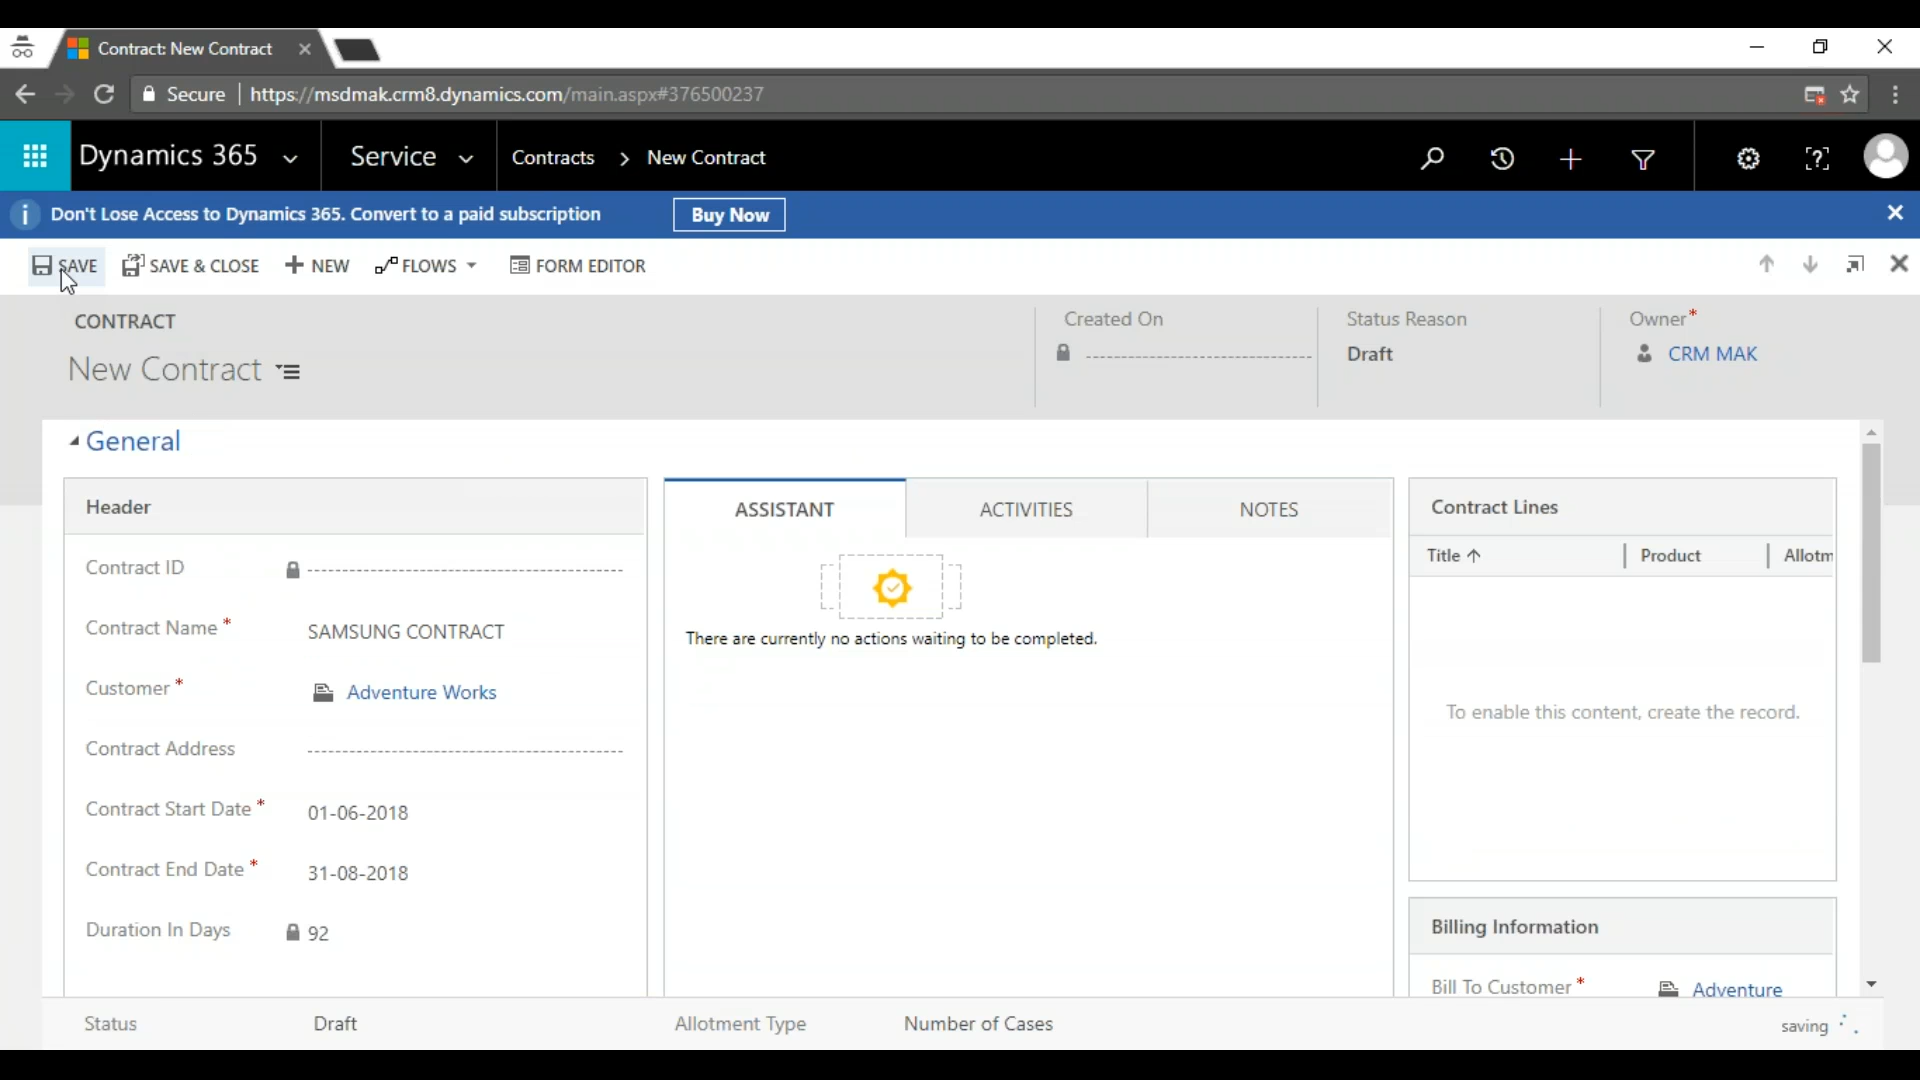 Contract: New Contract
Secure | https://msdmak.crm8.dynamics.com/main.aspx#376500237
Dynamics 365 Service Contracts > New Contract
Don't Lose Access to Dynamics 365. Convert to a paid subscription Buy Now
SAVE SAVE & CLOSE NEW FLOWS FORM EDITOR
CONTRACT
New Contract
Created On
Status Reason
Draft
Owner*
CRM MAK
General
Header
Contract ID
Contract Name* SAMSUNG CONTRACT
Customer* Adventure Works
Contract Address
Contract Start Date* 01-06-2018
Contract End Date* 31-08-2018
Duration In Days 92
ASSISTANT ACTIVITIES NOTES
There are currently no actions waiting to be completed.
Contract Lines
Title ↑ Product Allotm
To enable this content, create the record.
Billing Information
Bill To Customer* Adventure
Status Draft Allotment Type Number of Cases saving